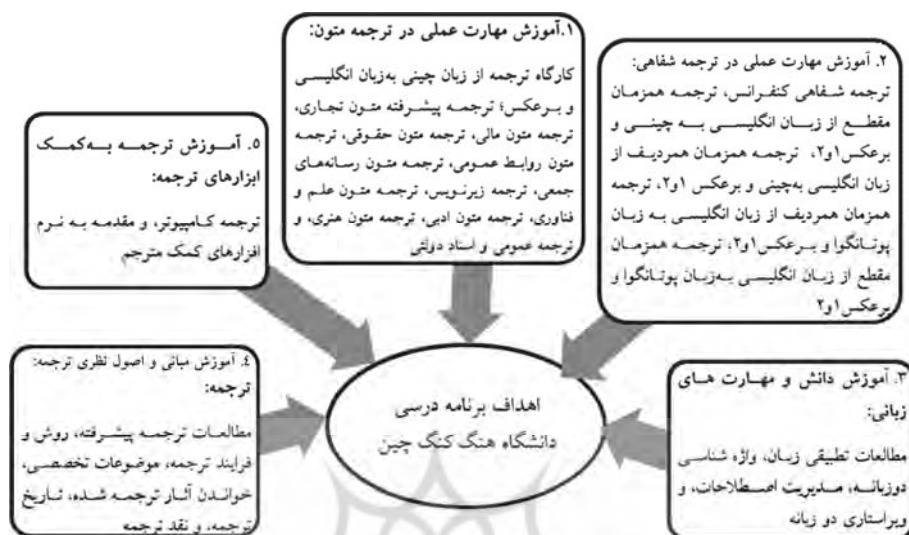 ۱.آموزش مهارت عملی در ترجمه متون:
کارگاه ترجمه از زبان چینی به‌زبان انگلیسی
و برعکس؛ ترجمه پیشرفته متون تجاری،
ترجمه متون مالی، ترجمه متون حقوقی، ترجمه
متون روابط عمومی، ترجمه متون رسانه‌های
جمعی، ترجمه زیرنویس، ترجمه متون علم و
فناوری، ترجمه متون ادبی، ترجمه متون هنری، و
ترجمه عمومی و اسناد دولتی
۲. آموزش مهارت عملی در ترجمه شفاهی:
ترجمه شفاهی کنفرانس، ترجمه همزمان
مقطع از زبان انگلیسی به چینی و
برعکس۱و۲، ترجمه همزمان همردیف از
زبان انگلیسی به‌چینی و برعکس ۱و۲، ترجمه
همزمان همردیف از زبان انگلیسی به زبان
پوتانگوا و برعکس۱و۲، ترجمه همزمان
مقطع از زبان انگلیسی به‌زبان پوتانگوا و
برعکس۱و۲
۳. آموزش دانش و مهارت های
زبانی:
مطالعات تطبیقی زبان، واژه شناسی
دوزبانه، مدیریت اصطلاحات، و
ویراستاری دو زبانه
۴. آموزش مبانی و اصول نظری ترجمه:
ترجمه:
مطالعات ترجمه پیشرفته، روش و
فرایند ترجمه، موضوعات تخصصی،
خواندن آثار ترجمه شده، تاریخ
ترجمه، و نقد ترجمه
۵. آموزش ترجمه به‌کمک
ابزارهای ترجمه:
ترجمه کامپیوتر، و مقدمه به نرم
افزارهای کمک مترجم
اهداف برنامه درسی
دانشگاه هنگ کنگ چین